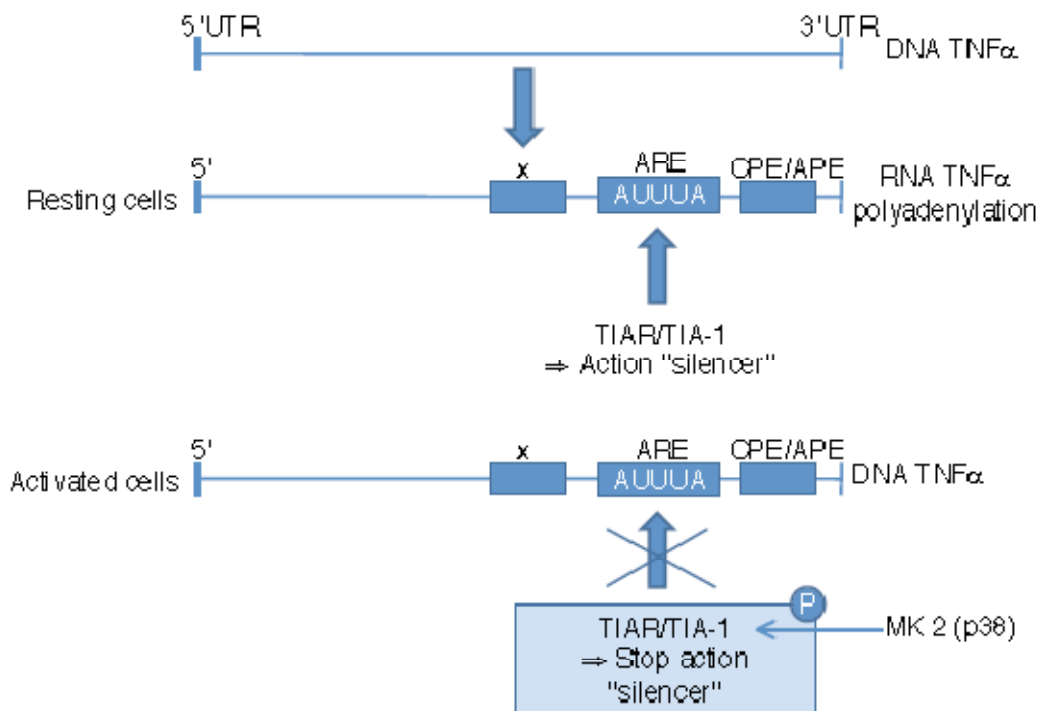 5'UTR
3'UTR
DNA TNFα
5'
x
ARE
CPE/APE
Resting cells
AUUUA
RNA TNFα
polyadenylation
TIAR/TIA-1
⇒ Action "silencer"
5'
x
ARE
CPE/APE
Activated cells
AUUUA
DNA TNFα
P
TIAR/TIA-1
MK 2 (p38)
⇒ Stop action
"silencer"